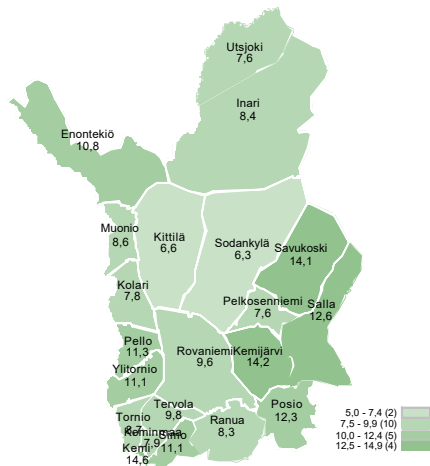 Utsjoki
7,6
Inari
8,4
Enontekiö
10,8
Muonio
8,6
Kittilä
6,6
Sodankylä
6,3
Savukoski
14,1
Kolari
7,8
Pelkosenniemi
7,6
Salla
12,6
Pello
11,3
Rovaniemi
9,6
Kemijärvi
14,2
Ylitornio
11,1
Tervola
9,8
Posio
12,3
Tornio
8,7
Ranua
8,3
Keminmaa
7,9
Simo
11,1
Kemi
14,6
5,0 - 7,4 (2)
7,5 - 9,9 (10)
10,0 - 12,4 (5)
12,5 - 14,9 (4)